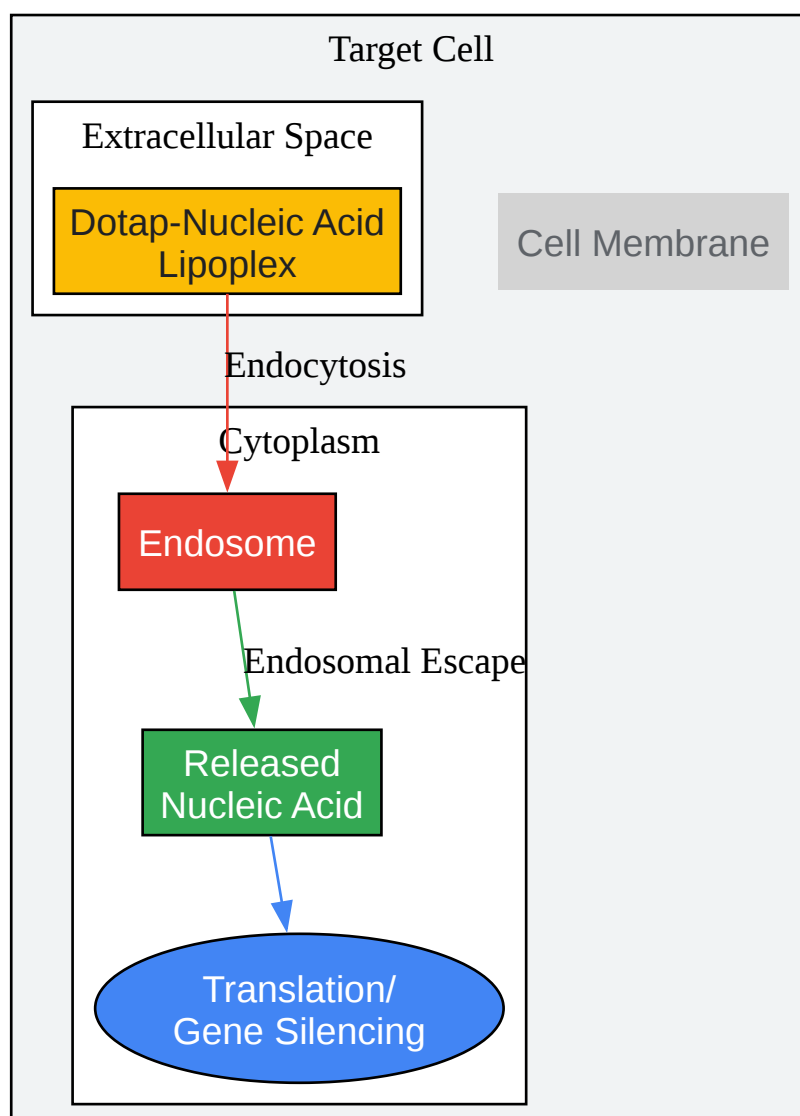 Target Cell
Extracellular Space
Dotap-Nucleic Acid
Lipoplex
Cell Membrane
Endocytosis
Cytoplasm
Endosome
Endosomal Escape
Released
Nucleic Acid
Translation/
Gene Silencing